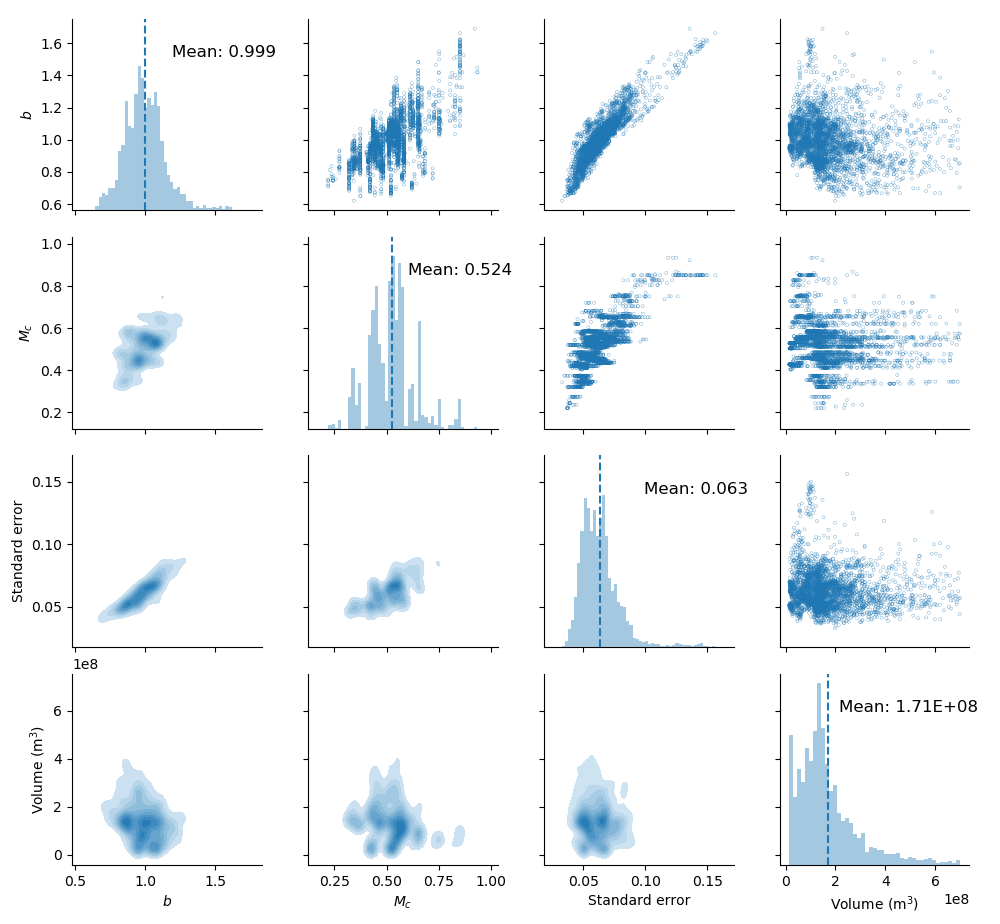 1.6
1.4
1.2
1.0
0.8
0.6
b
Mean: 0.999
1.0
0.8
0.6
0.4
0.2
M_c
Mean: 0.524
0.15
0.10
0.05
Standard error
Mean: 0.063
1e8
6
4
2
0
Volume (m³)
Mean: 1.71E+08
0.5 1.0 1.5
b
0.25 0.50 0.75 1.00
M_c
0.05 0.10 0.15
Standard error
0 2 4 6
1e8
Volume (m³)